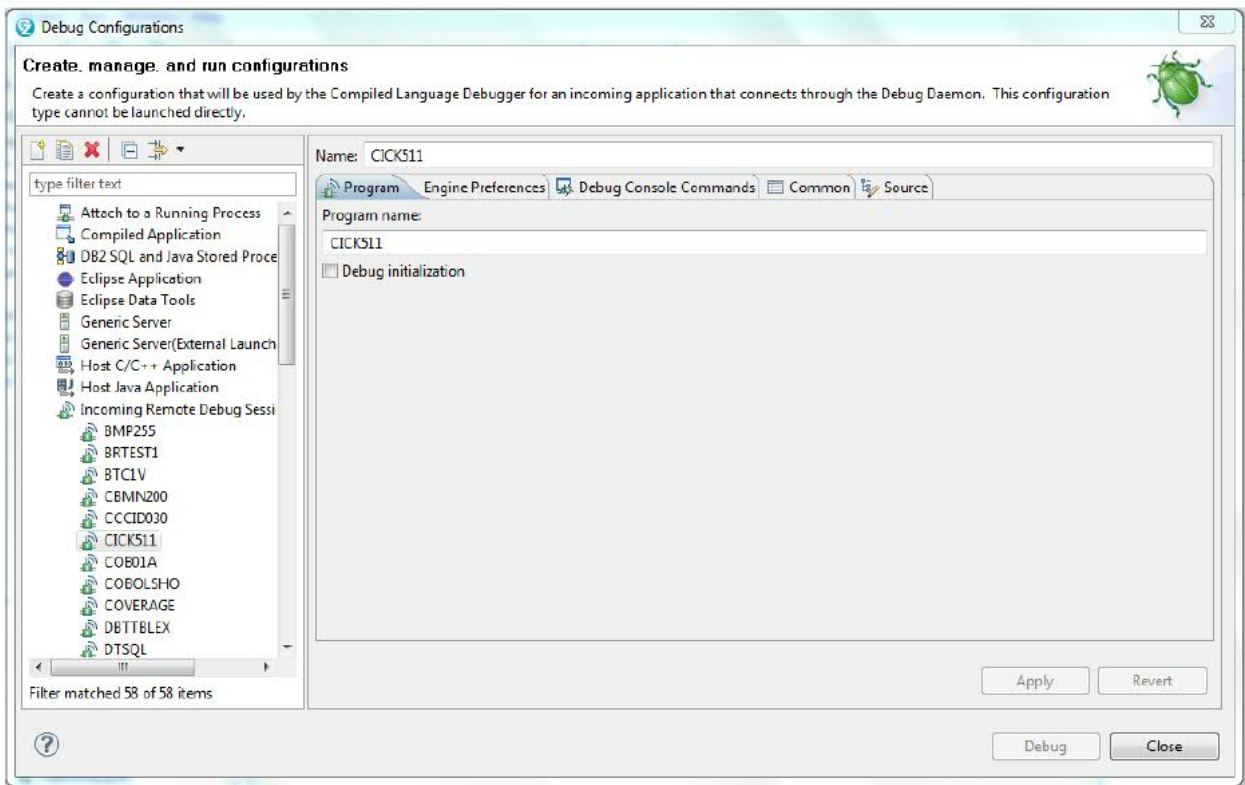 Debug Configurations
Create, manage, and run configurations
Create a configuration that will be used by the Compiled Language Debugger for an incoming application that connects through the Debug Daemon. This configuration
type cannot be launched directly.
Name: CICK511
type filter text
Program Engine Preferences Debug Console Commands Common Source
Attach to a Running Process
Compiled Application
DB2 SQL and Java Stored Proce
Eclipse Application
Eclipse Data Tools
Generic Server
Generic Server(External Launch
Host C/C++ Application
Host Java Application
Incoming Remote Debug Sessi
BMP255
BRTEST1
BTC1V
CBMN200
CCCID030
CICK511
COB01A
COBOLSHO
COVERAGE
DBTTBLEX
DTSQL
Filter matched 58 of 58 items
Program name:
CICK511
Debug initialization
Apply Revert
Debug Close